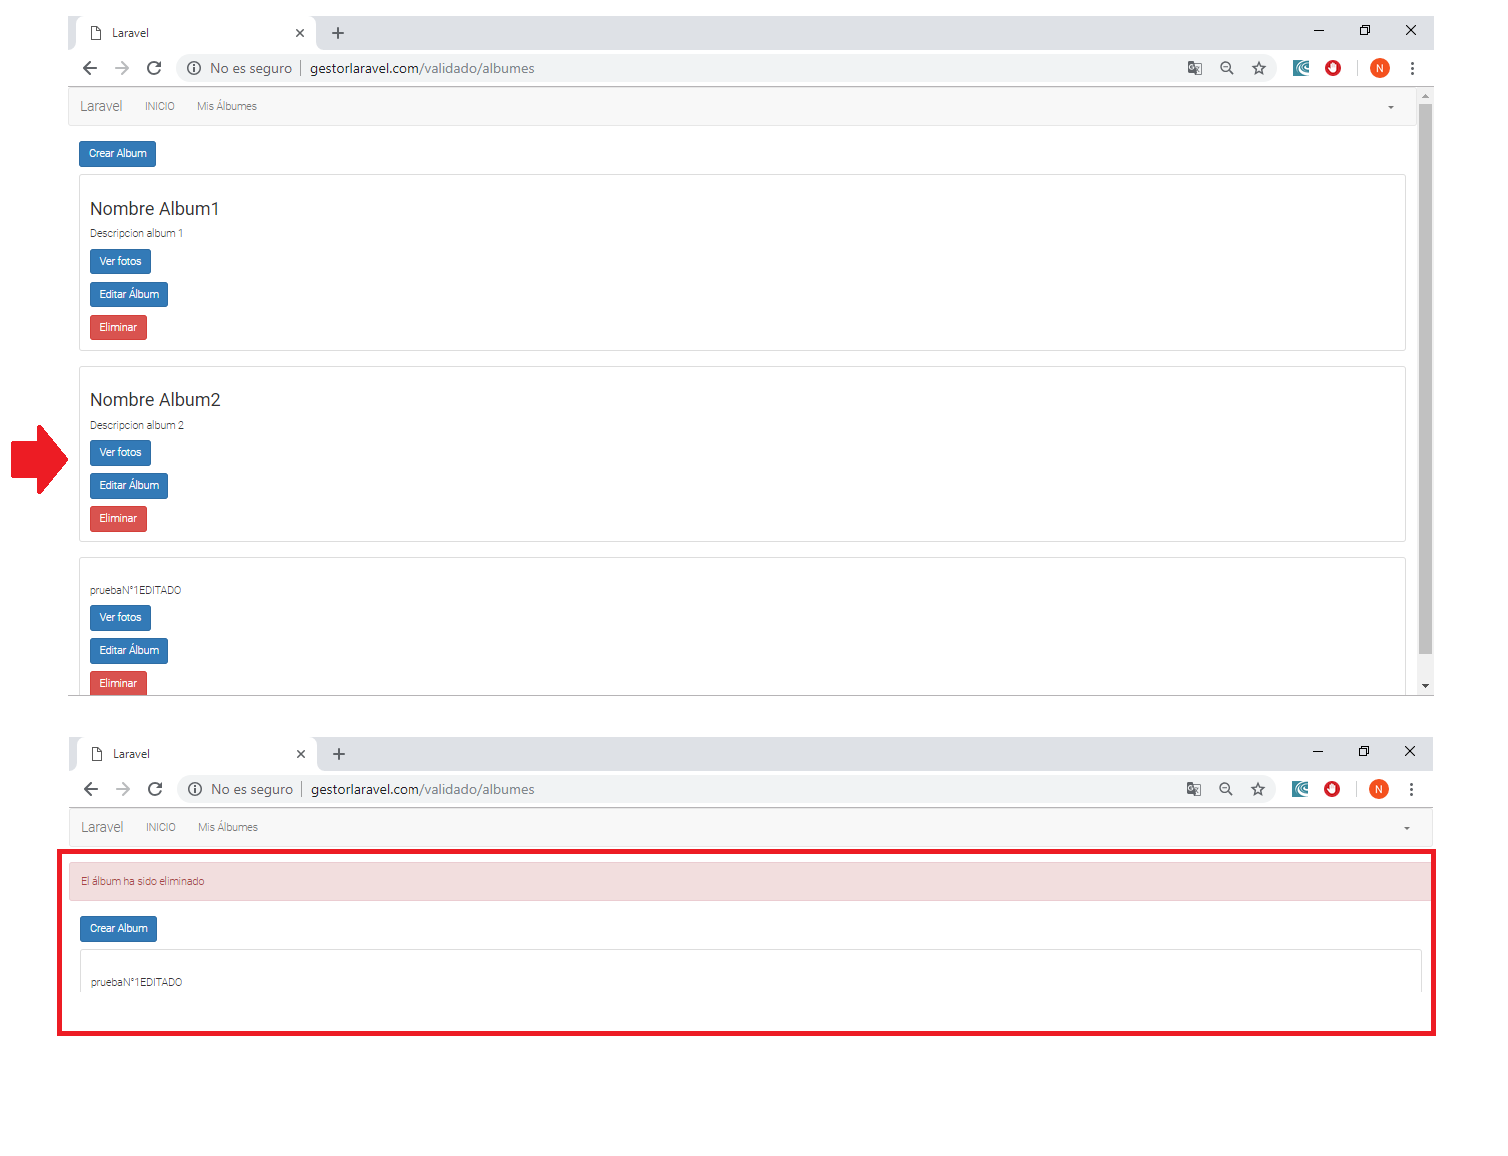 Laravel
No es seguro gestorlaravel.com/validado/albumes
N
Laravel INICIO Mis Álbumes
Crear Album
Nombre Album1
Descripcion album 1
Ver fotos
Editar Álbum
Eliminar
Nombre Album2
Descripcion album 2
Ver fotos
Editar Álbum
Eliminar
pruebaN°1EDITADO
Ver fotos
Editar Álbum
Eliminar
Laravel
No es seguro gestorlaravel.com/validado/albumes
N
Laravel INICIO Mis Álbumes
El álbum ha sido eliminado
Crear Album
pruebaN°1EDITADO